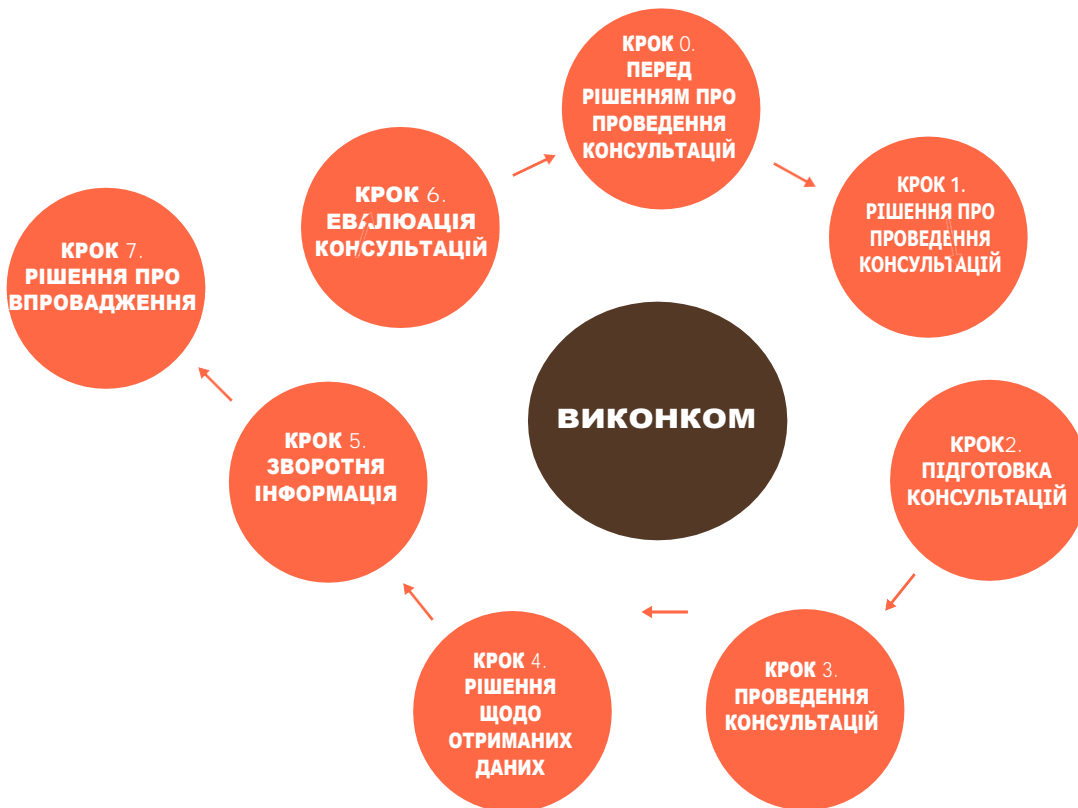 КРОК 0.
ПЕРЕД
РІШЕННЯМ ПРО
ПРОВЕДЕННЯ
КОНСУЛЬТАЦІЙ
КРОК 1.
РІШЕННЯ ПРО
ПРОВЕДЕННЯ
КОНСУЛЬТАЦІЙ
КРОК2.
ПІДГОТОВКА
КОНСУЛЬТАЦІЙ
КРОК 3.
ПРОВЕДЕННЯ
КОНСУЛЬТАЦІЙ
КРОК 4.
РІШЕННЯ
ЩОДО
ОТРИМАНИХ
ДАНИХ
КРОК 5.
ЗВОРОТНЯ
ІНФОРМАЦІЯ
КРОК 6.
ЕВАЛЮАЦІЯ
КОНСУЛЬТАЦІЙ
КРОК 7.
РІШЕННЯ ПРО
ВПРОВАДЖЕННЯ
ВИКОНКОМ